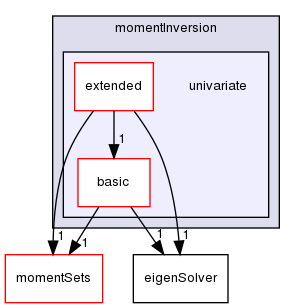 momentInversion
extended
univariate
1
basic
1
1
1
1
momentSets
eigenSolver